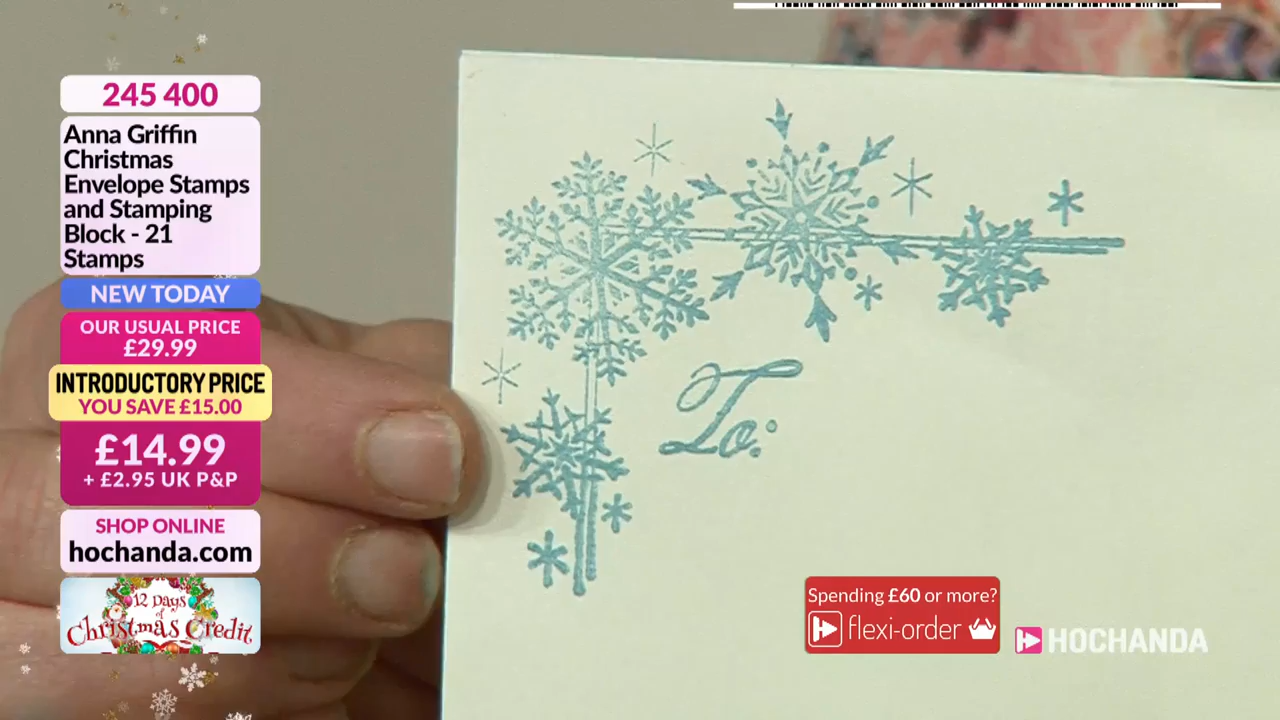 245 400
Anna Griffin
Christmas
Envelope Stamps
and Stamping
Block - 21
Stamps
NEW TODAY
OUR USUAL PRICE
£29.99
INTRODUCTORY PRICE
YOU SAVE £15.00
£14.99
+ £2.95 UK P&P
SHOP ONLINE
hochanda.com
12 Days
of
Christmas Credit
To:
Spending £60 or more?
flexi-order
HOCHANDA